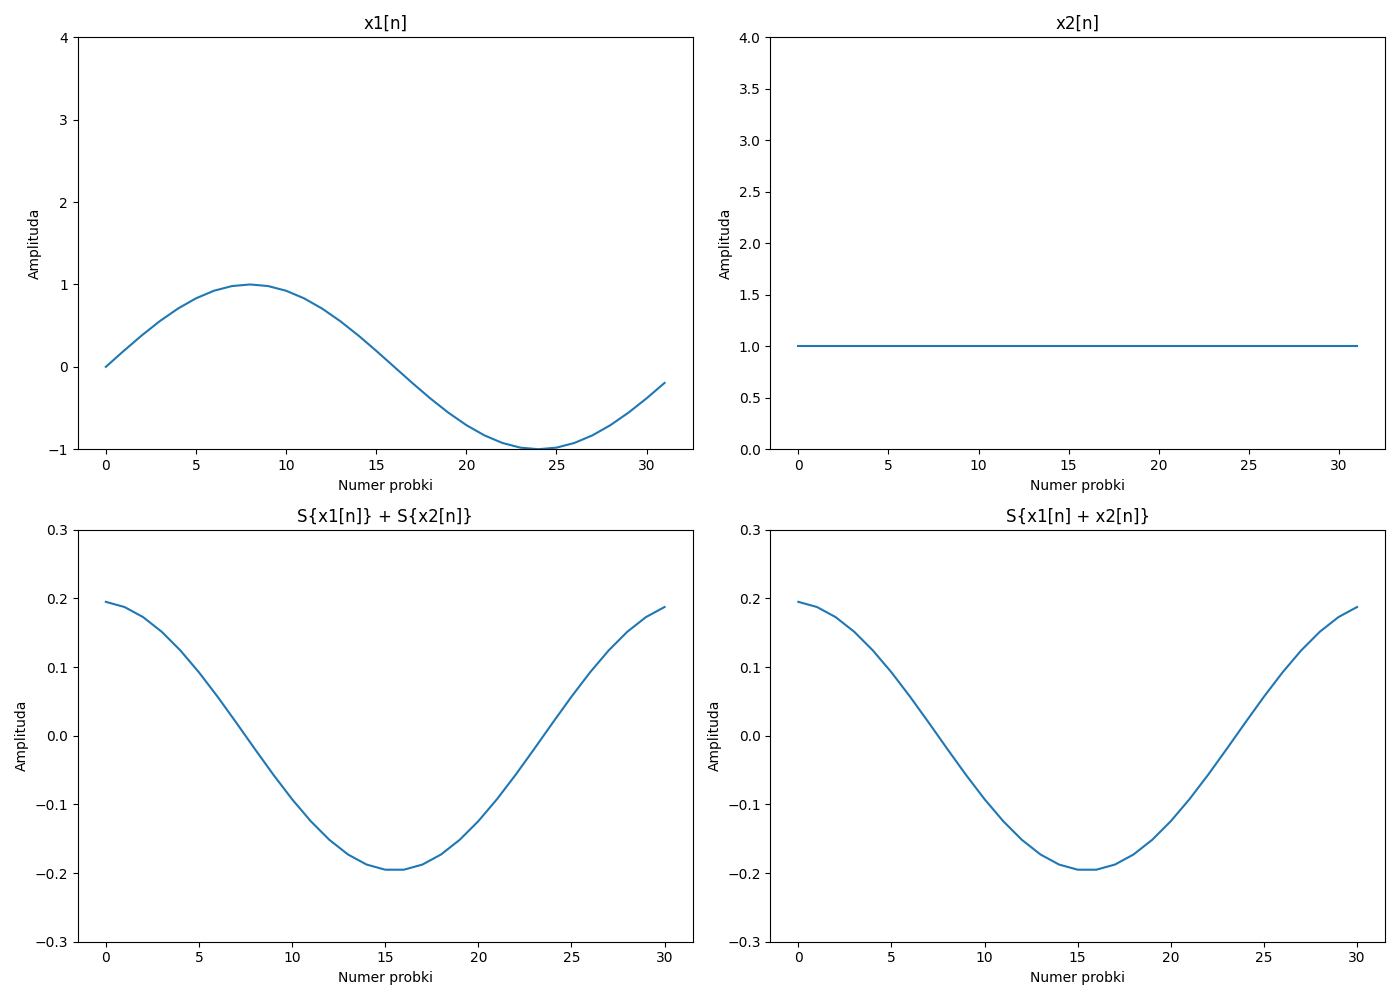 x1[n]
4
3
2
1
0
−1
Amplituda
0 5 10 15 20 25 30
Numer probki
x2[n]
4.0
3.5
3.0
2.5
2.0
1.5
1.0
0.5
0.0
Amplituda
0 5 10 15 20 25 30
Numer probki
S{x1[n]} + S{x2[n]}
0.3
0.2
0.1
0.0
−0.1
−0.2
−0.3
Amplituda
0 5 10 15 20 25 30
Numer probki
S{x1[n] + x2[n]}
0.3
0.2
0.1
0.0
−0.1
−0.2
−0.3
Amplituda
0 5 10 15 20 25 30
Numer probki